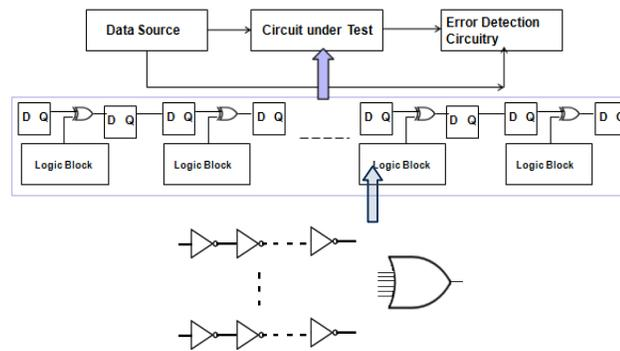 Data Source
Circuit under Test
Error Detection
Circuitry
D Q
D Q
D Q
D Q
D Q
D Q
D Q
D Q
Logic Block
Logic Block
Logic Block
Logic Block